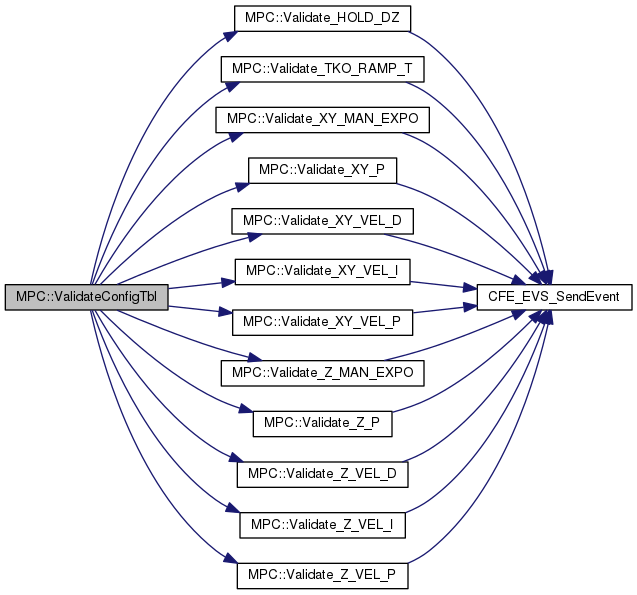 MPC::Validate_HOLD_DZ
MPC::Validate_TKO_RAMP_T
MPC::Validate_XY_MAN_EXPO
MPC::Validate_XY_P
MPC::Validate_XY_VEL_D
MPC::Validate_XY_VEL_I
MPC::ValidateConfigTbl
CFE_EVS_SendEvent
MPC::Validate_XY_VEL_P
MPC::Validate_Z_MAN_EXPO
MPC::Validate_Z_P
MPC::Validate_Z_VEL_D
MPC::Validate_Z_VEL_I
MPC::Validate_Z_VEL_P